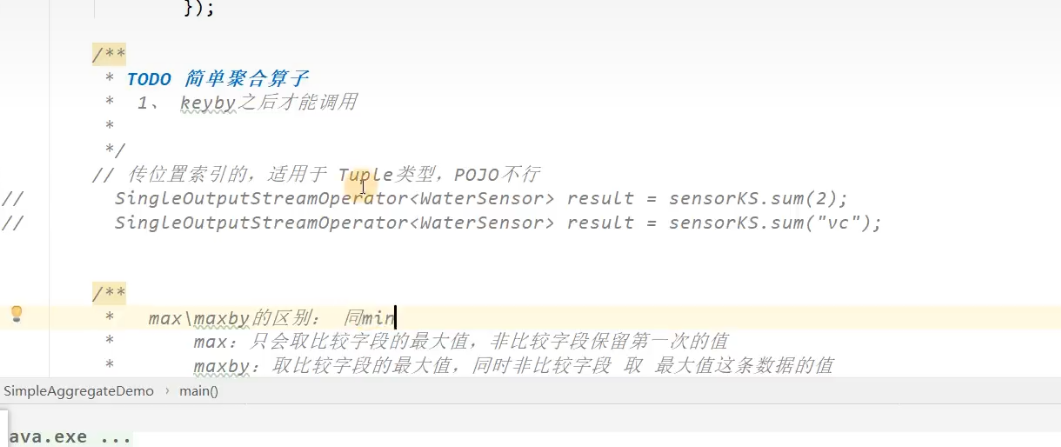 });
/**
* TODO 简单聚合算子
* 1、 keyby之后才能调用
*
*/
// 传位置索引的，适用于 Tuple类型，POJO不行
// SingleOutputStreamOperator<WaterSensor> result = sensorKS.sum(2);
// SingleOutputStreamOperator<WaterSensor> result = sensorKS.sum("vc");
/**
* max\maxby的区别： 同min
* max：只会取比较字段的最大值，非比较字段保留第一次的值
* maxby：取比较字段的最大值，同时非比较字段 取 最大值这条数据的值
SimpleAggregateDemo › main()
ava.exe ...